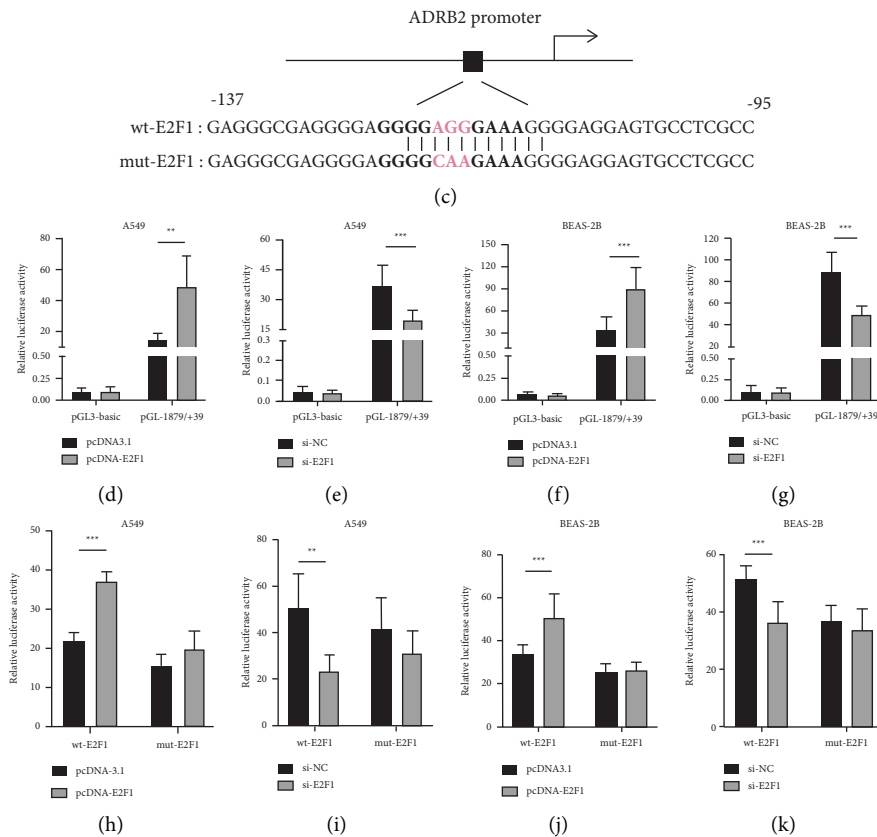 ADRB2 promoter
-137
-95
wt-E2F1 : GAGGGCGAGGGGAGGGGAGGGAAAGGGGAGGAGTGCCTCGCC
mut-E2F1 : GAGGGCGAGGGGAGGGGCAAGAAAGGGGAGGAGTGCCTCGCC
(c)
A549
Relative luciferase activity
80
60
40
20
0.50
0.25
0.00
**
pGL3-basic
pGL-1879/+39
pcDNA3.1
pcDNA-E2F1
(d)
A549
Relative luciferase activity
60
45
30
15
0.3
0.2
0.1
0.0
***
pGL3-basic
pGL-1879/+39
si-NC
si-E2F1
(e)
BEAS-2B
Relative luciferase activity
150
120
90
60
30
0.50
0.25
0.00
***
pGL3-basic
pGL-1879/+39
pcDNA3.1
pcDNA-E2F1
(f)
BEAS-2B
Relative luciferase activity
120
100
80
60
40
20
0.50
0.25
0.00
***
pGL3-basic
pGL-1879/+39
si-NC
si-E2F1
(g)
A549
Relative luciferase activity
50
40
30
20
10
0
***
wt-E2F1
mut-E2F1
pcDNA-3.1
pcDNA-E2F1
(h)
A549
Relative luciferase activity
80
60
40
20
0
**
wt-E2F1
mut-E2F1
si-NC
si-E2F1
(i)
BEAS-2B
Relative luciferase activity
80
60
40
20
0
***
wt-E2F1
mut-E2F1
pcDNA3.1
pcDNA-E2F1
(j)
BEAS-2B
Relative luciferase activity
60
40
20
0
***
wt-E2F1
mut-E2F1
si-NC
si-E2F1
(k)